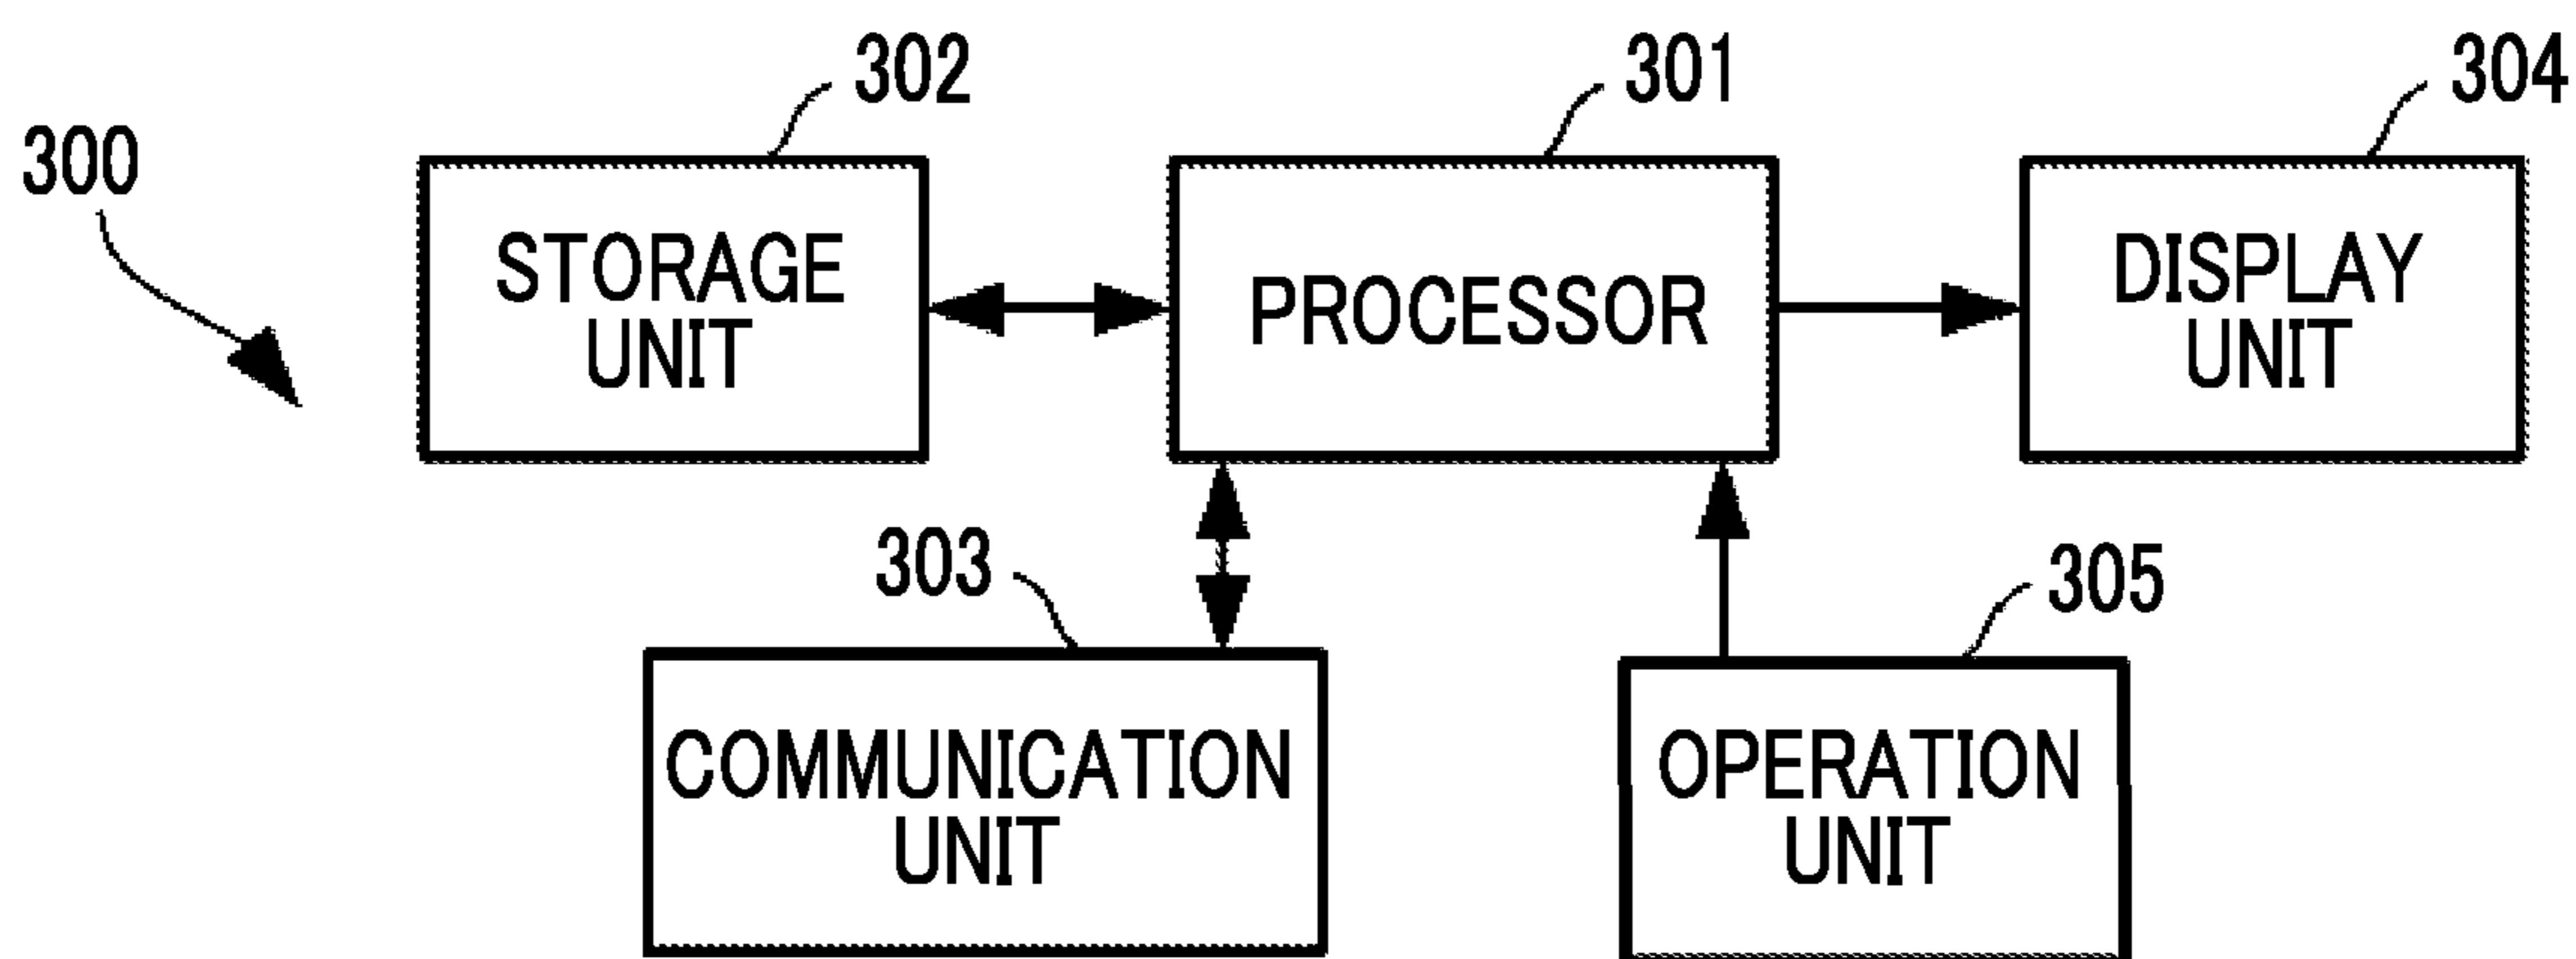 302
301
304
300
STORAGE
UNIT
PROCESSOR
DISPLAY
UNIT
303
305
COMMUNICATION
UNIT
OPERATION
UNIT